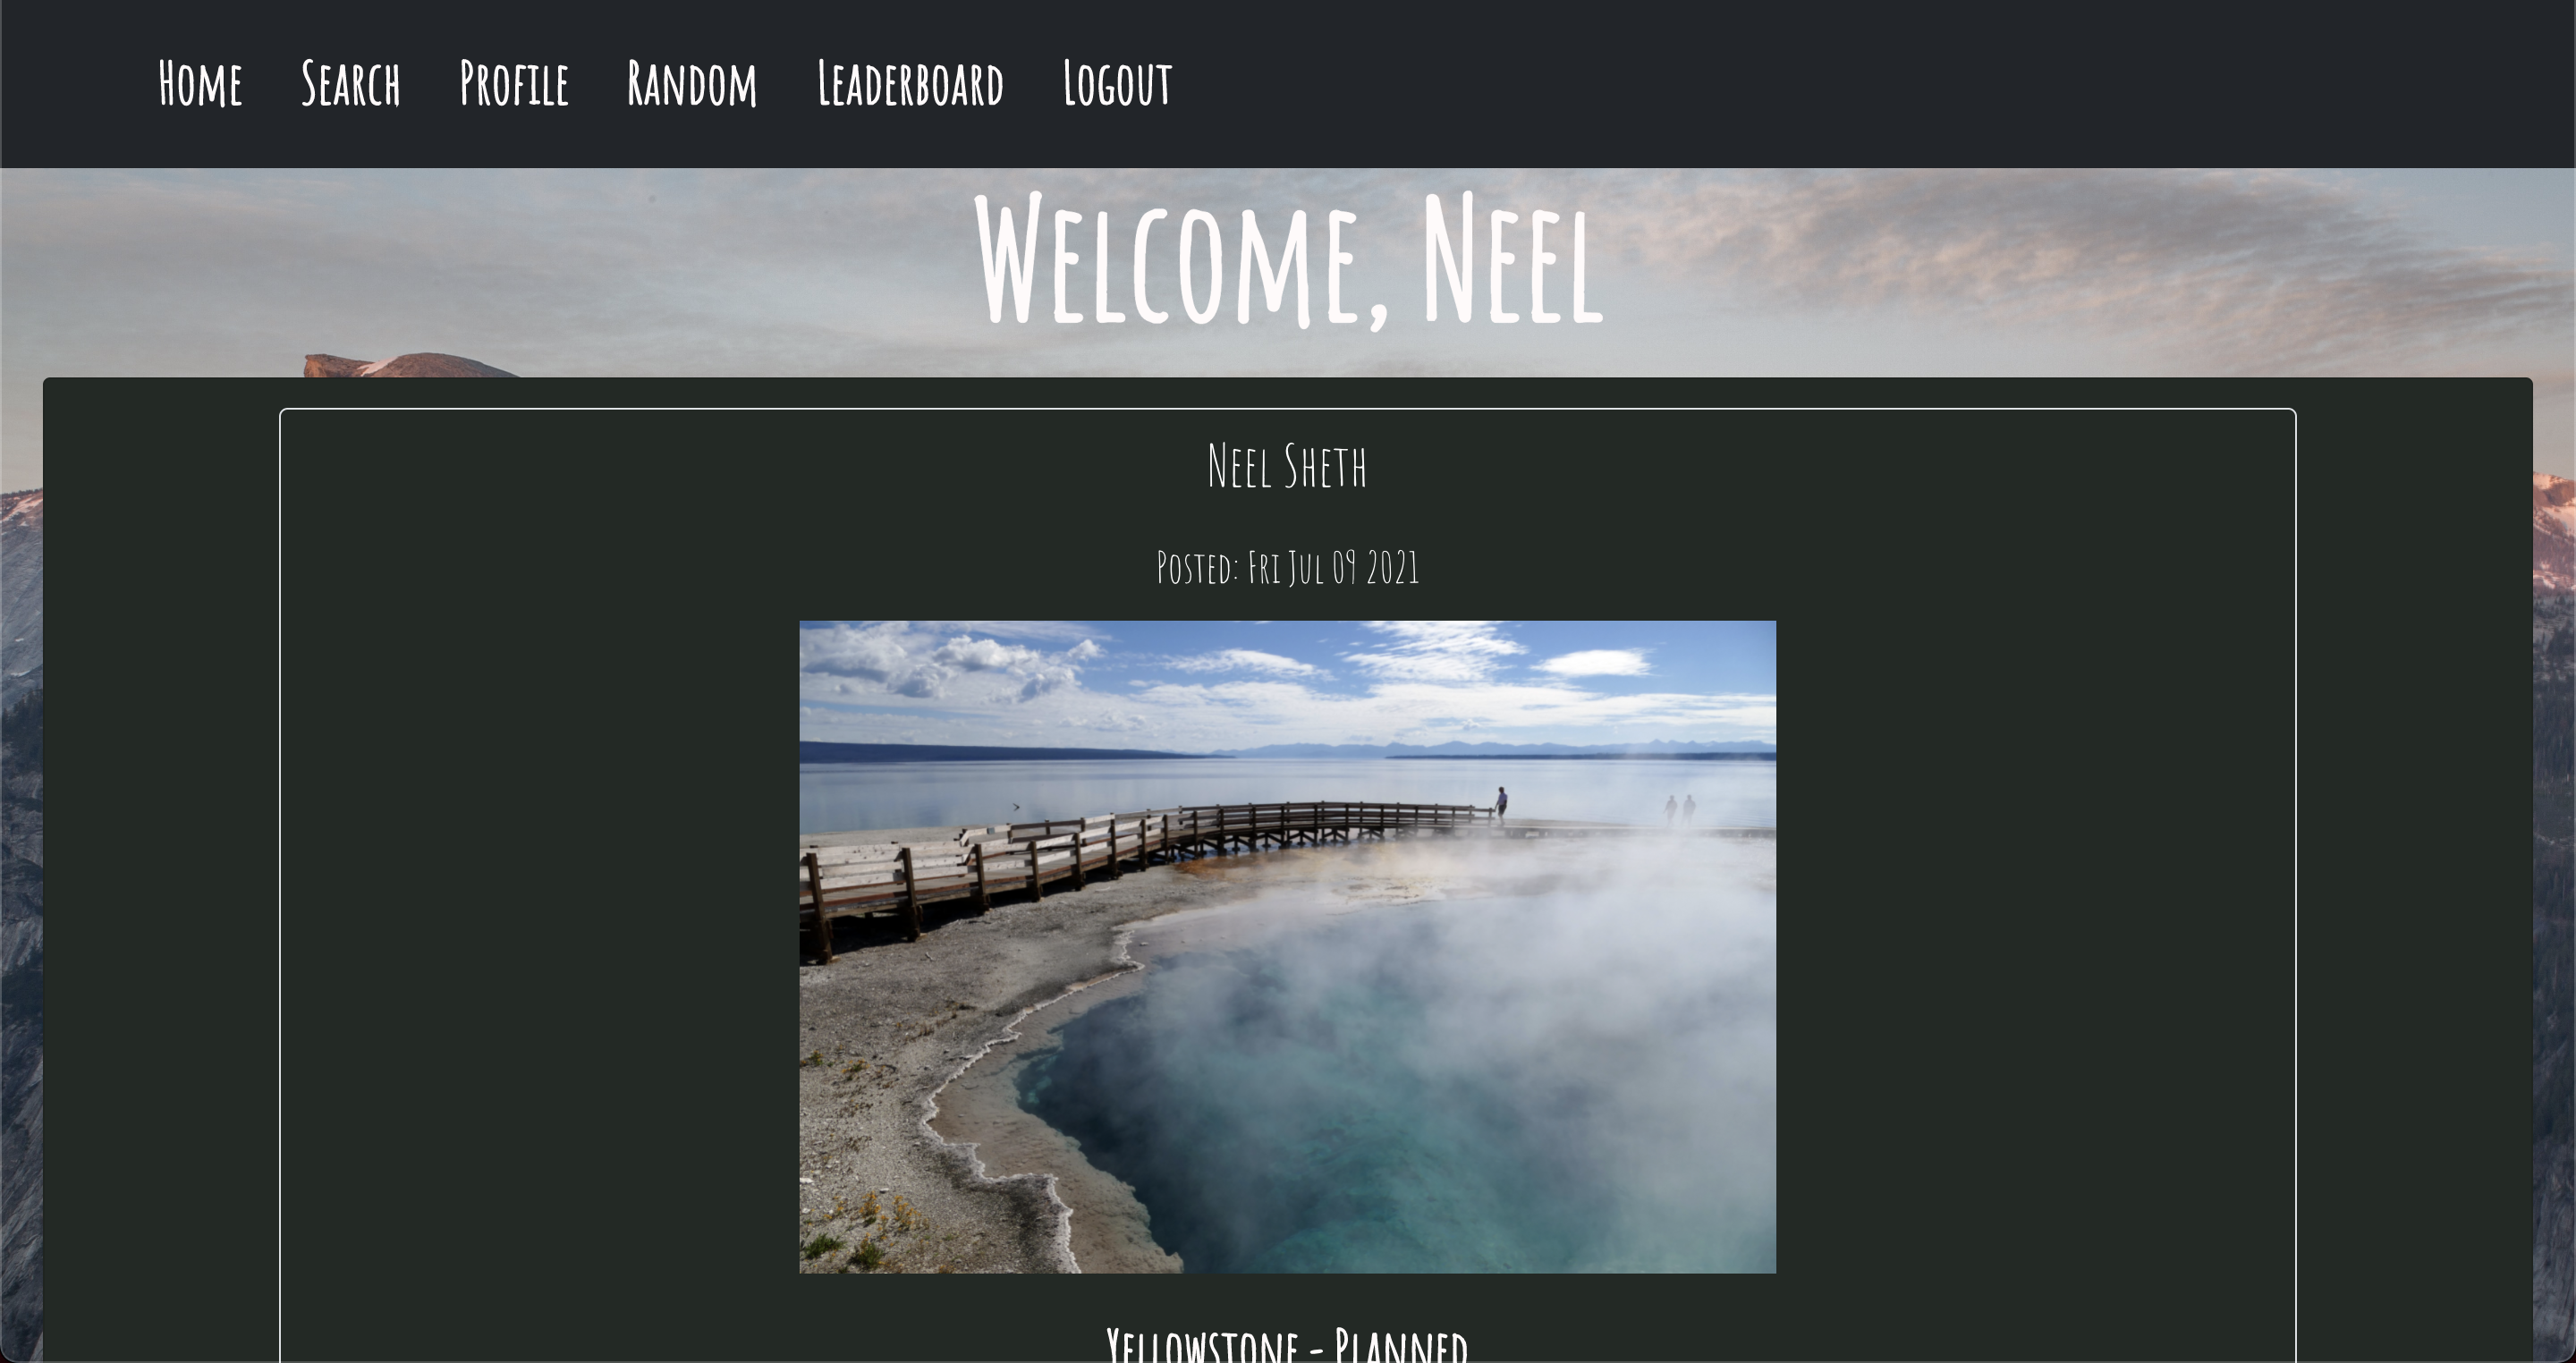 Home Search Profile Random Leaderboard Logout
Welcome, Neel
Neel Sheth
Posted: Fri Jul 09 2021
Yellowstone - Planned